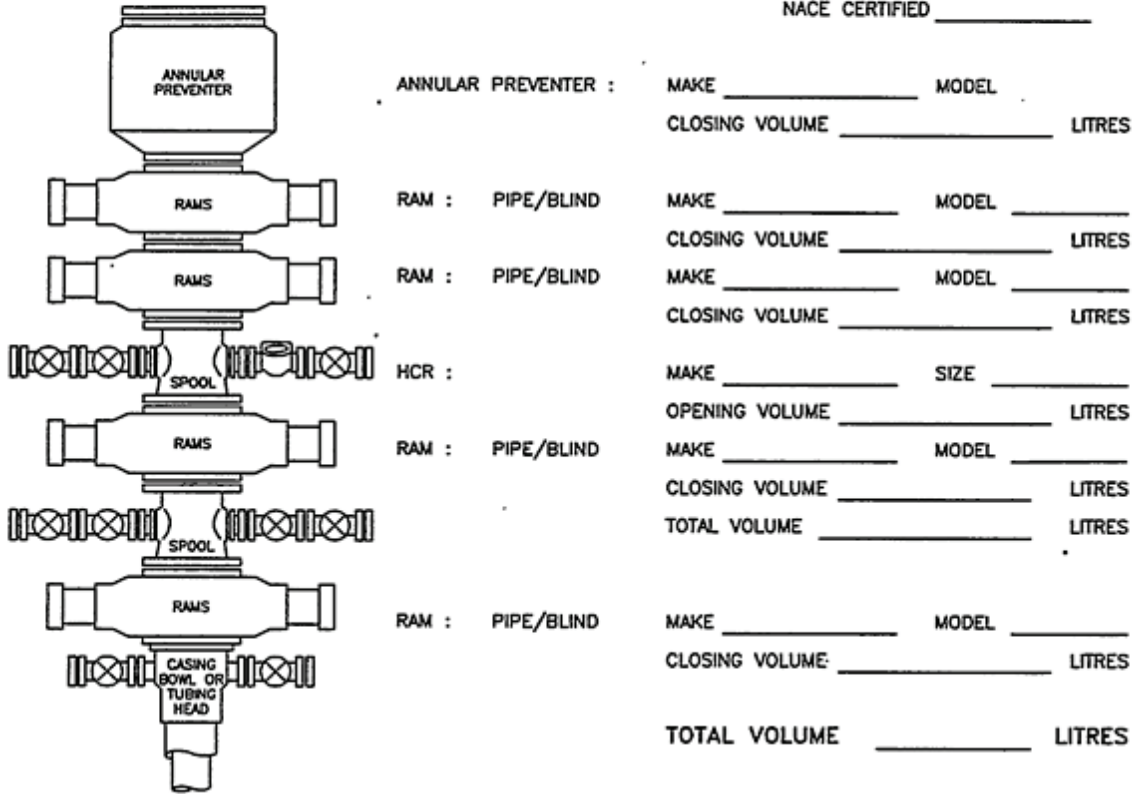 NACE CERTIFIED
ANNULAR
PREVENTER
ANNULAR PREVENTER : MAKE MODEL
CLOSING VOLUME LITRES
RAMS
RAM : PIPE/BLIND MAKE MODEL
CLOSING VOLUME LITRES
RAMS
RAM : PIPE/BLIND MAKE MODEL
CLOSING VOLUME LITRES
SPOOL
HCR : MAKE SIZE
OPENING VOLUME LITRES
RAMS
RAM : PIPE/BLIND MAKE MODEL
CLOSING VOLUME LITRES
TOTAL VOLUME LITRES
SPOOL
RAMS
RAM : PIPE/BLIND MAKE MODEL
CLOSING VOLUME LITRES
CASING
BOWL OR
TUBING
HEAD
TOTAL VOLUME LITRES